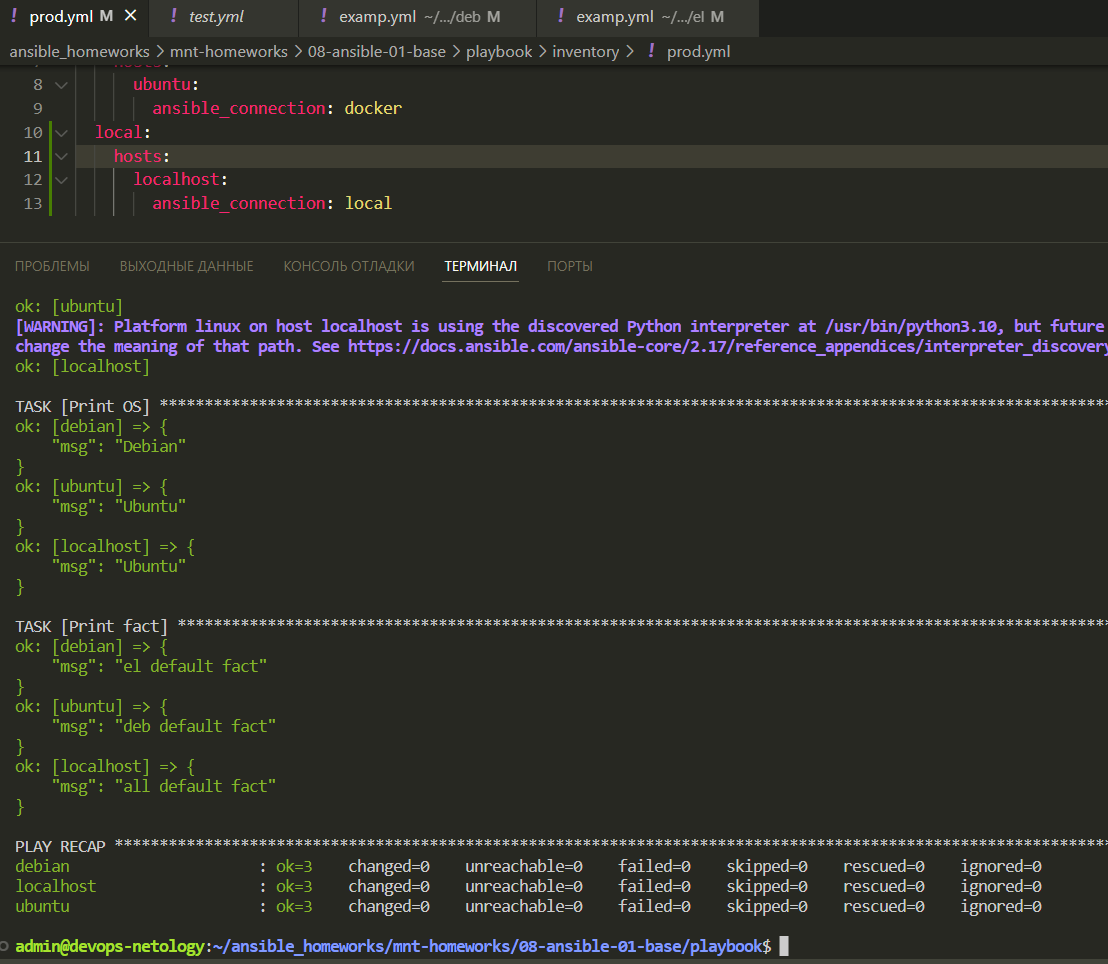 ! prod.yml M ✕ ! test.yml ! examp.yml ~/.../deb M ! examp.yml ~/.../el M
ansible_homeworks > mnt-homeworks > 08-ansible-01-base > playbook > inventory > ! prod.yml
8 ubuntu:
9 ansible_connection: docker
10 local:
11 hosts:
12 localhost:
13 ansible_connection: local
ПРОБЛЕМЫ ВЫХОДНЫЕ ДАННЫЕ КОНСОЛЬ ОТЛАДКИ ТЕРМИНАЛ ПОРТЫ
ok: [ubuntu]
[WARNING]: Platform linux on host localhost is using the discovered Python interpreter at /usr/bin/python3.10, but future
change the meaning of that path. See https://docs.ansible.com/ansible-core/2.17/reference_appendices/interpreter_discovery
ok: [localhost]
TASK [Print OS] *********************************************************************************************************
ok: [debian] => {
"msg": "Debian"
}
ok: [ubuntu] => {
"msg": "Ubuntu"
}
ok: [localhost] => {
"msg": "Ubuntu"
}
TASK [Print fact] *******************************************************************************************************
ok: [debian] => {
"msg": "el default fact"
}
ok: [ubuntu] => {
"msg": "deb default fact"
}
ok: [localhost] => {
"msg": "all default fact"
}
PLAY RECAP **************************************************************************************************************
debian : ok=3 changed=0 unreachable=0 failed=0 skipped=0 rescued=0 ignored=0
localhost : ok=3 changed=0 unreachable=0 failed=0 skipped=0 rescued=0 ignored=0
ubuntu : ok=3 changed=0 unreachable=0 failed=0 skipped=0 rescued=0 ignored=0
admin@devops-netology:~/ansible_homeworks/mnt-homeworks/08-ansible-01-base/playbook$